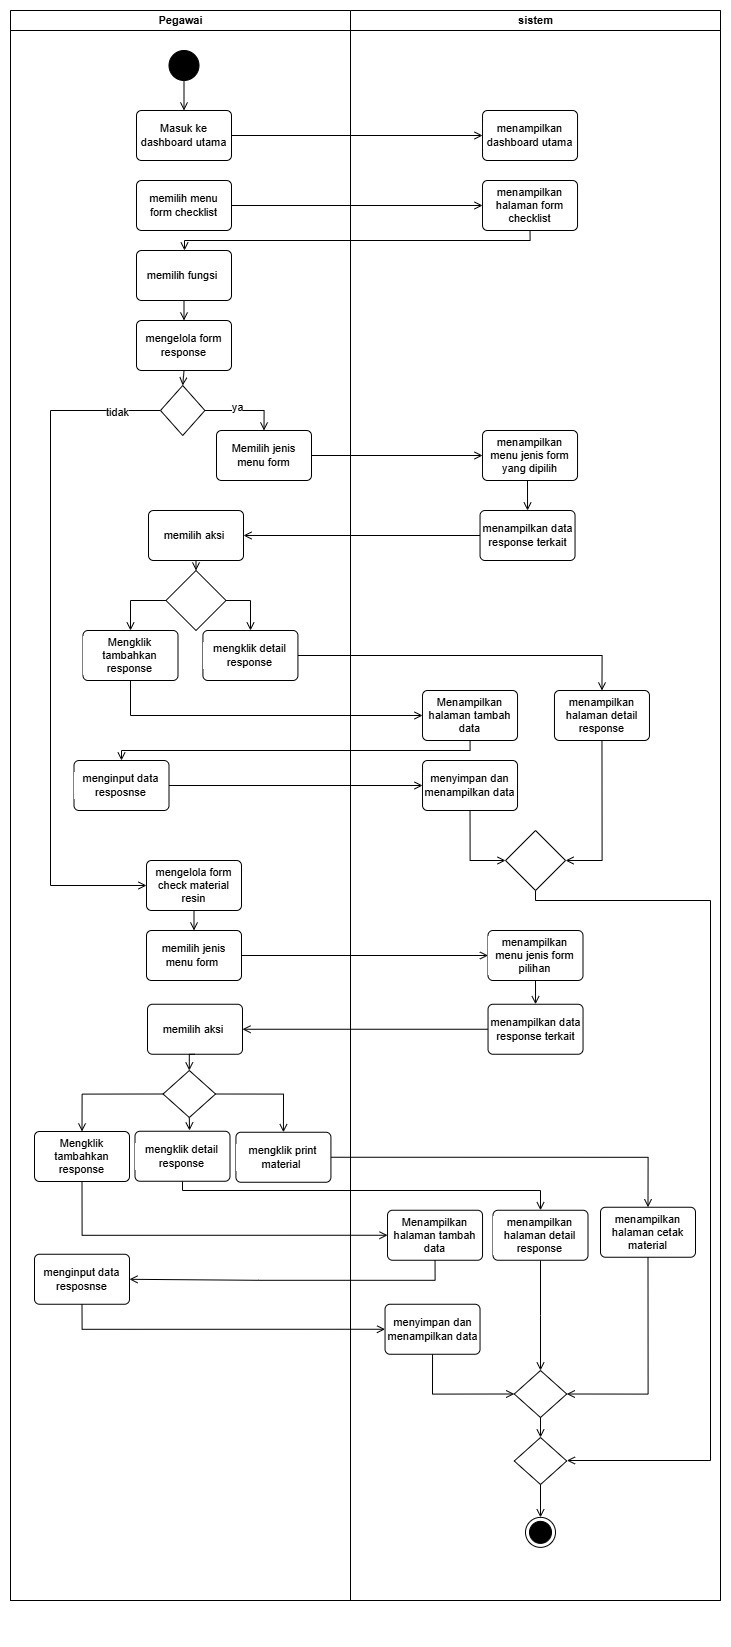 Pegawai
sistem
Masuk ke
dashboard utama
menampilkan
dashboard utama
memilih menu
form checklist
menampilkan
halaman form
checklist
memilih fungsi
mengelola form
response
tidak
ya
Memilih jenis
menu form
menampilkan
menu jenis form
yang dipilih
memilih aksi
menampilkan data
response terkait
Mengklik
tambahkan
response
mengklik detail
response
Menampilkan
halaman tambah
data
menampilkan
halaman detail
response
menginput data
resposnse
menyimpan dan
menampilkan data
mengelola form
check material
resin
memilih jenis
menu form
menampilkan
menu jenis form
pilihan
memilih aksi
menampilkan data
response terkait
Mengklik
tambahkan
response
mengklik detail
response
mengklik print
material
Menampilkan
halaman tambah
data
menampilkan
halaman detail
response
menampilkan
halaman cetak
material
menginput data
resposnse
menyimpan dan
menampilkan data